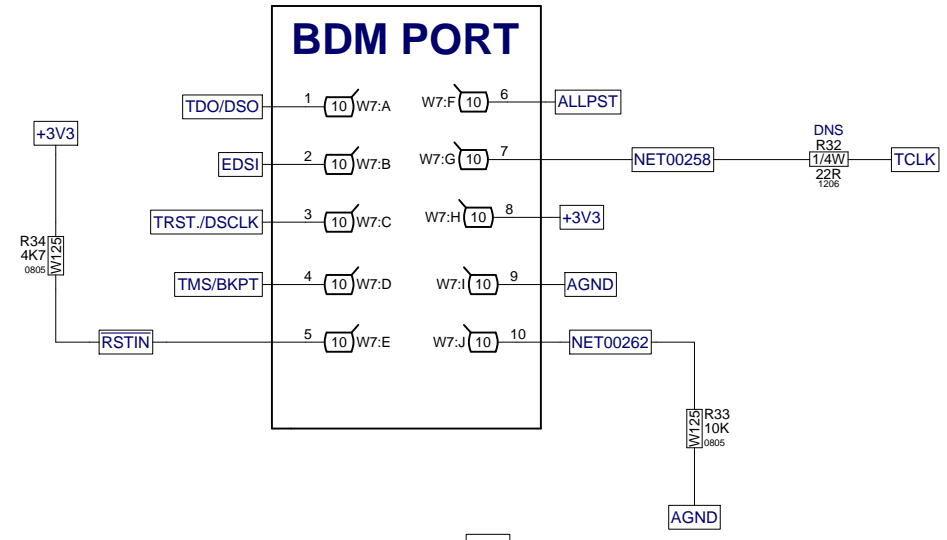 BDM PORT
TDO/DSO 1 10 W7:A
W7:F 10 6 ALLPST
+3V3
EDSI 2 10 W7:B
W7:G 10 7 NET00258
DNS
R32
1/4W
22R
1206
TCLK
TRST./DSCLK 3 10 W7:C
W7:H 10 8 +3V3
R34
4K7
0805
W125
TMS/BKPT 4 10 W7:D
W7:I 10 9 AGND
RSTIN 5 10 W7:E
W7:J 10 10 NET00262
W125
R33
10K
0805
AGND